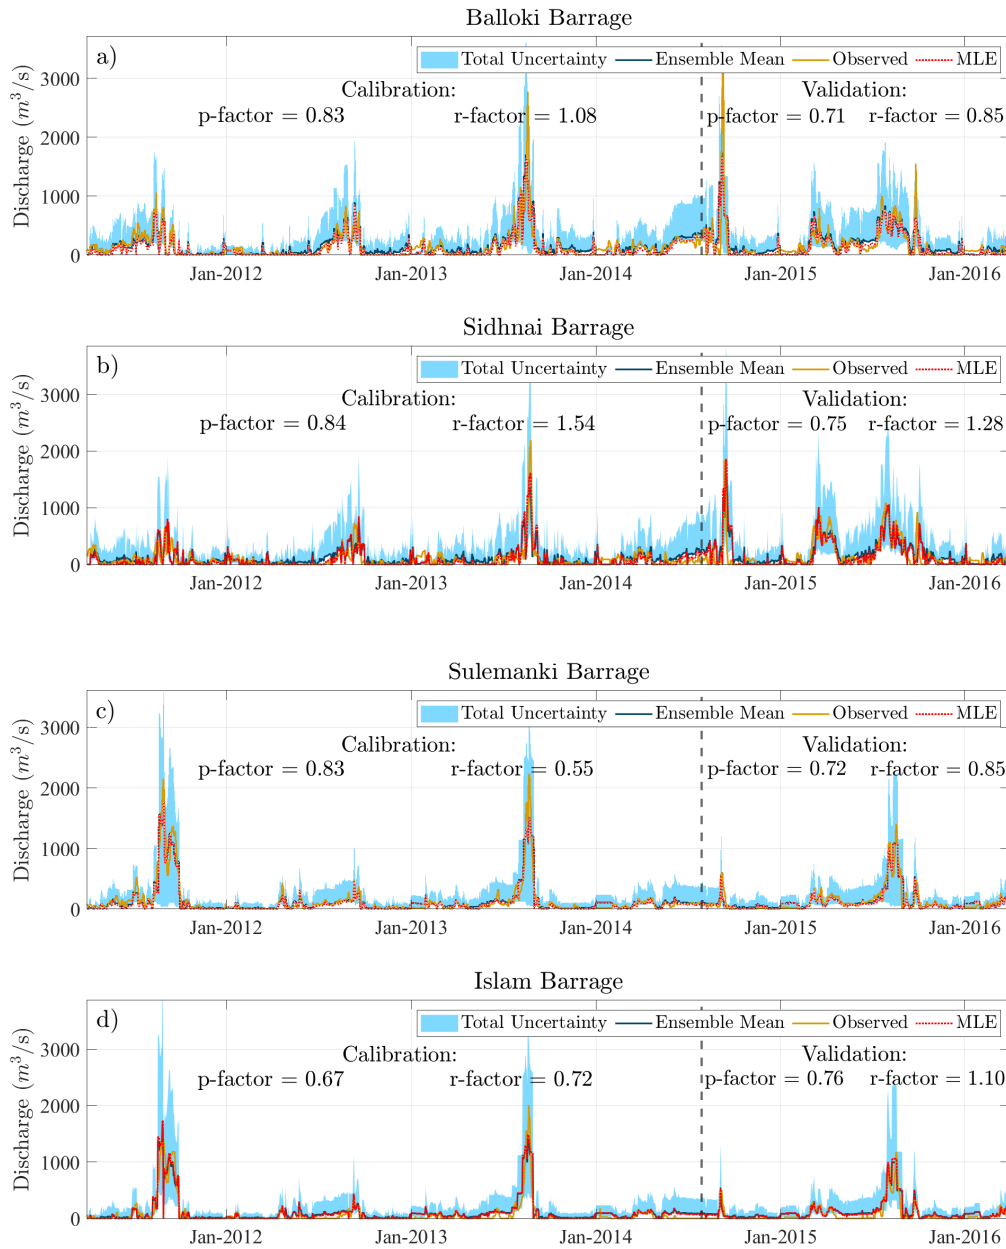 Balloki Barrage
a)
Total Uncertainty Ensemble Mean Observed MLE
Calibration: Validation:
p-factor = 0.83 r-factor = 1.08 p-factor = 0.71 r-factor = 0.85
Discharge (m³/s)
3000
2000
1000
0
Jan-2012 Jan-2013 Jan-2014 Jan-2015 Jan-2016
Sidhnai Barrage
b)
Total Uncertainty Ensemble Mean Observed MLE
Calibration: Validation:
p-factor = 0.84 r-factor = 1.54 p-factor = 0.75 r-factor = 1.28
Discharge (m³/s)
3000
2000
1000
0
Jan-2012 Jan-2013 Jan-2014 Jan-2015 Jan-2016
Sulemanki Barrage
c)
Total Uncertainty Ensemble Mean Observed MLE
Calibration: Validation:
p-factor = 0.83 r-factor = 0.55 p-factor = 0.72 r-factor = 0.85
Discharge (m³/s)
3000
2000
1000
0
Jan-2012 Jan-2013 Jan-2014 Jan-2015 Jan-2016
Islam Barrage
d)
Total Uncertainty Ensemble Mean Observed MLE
Calibration: Validation:
p-factor = 0.67 r-factor = 0.72 p-factor = 0.76 r-factor = 1.10
Discharge (m³/s)
3000
2000
1000
0
Jan-2012 Jan-2013 Jan-2014 Jan-2015 Jan-2016